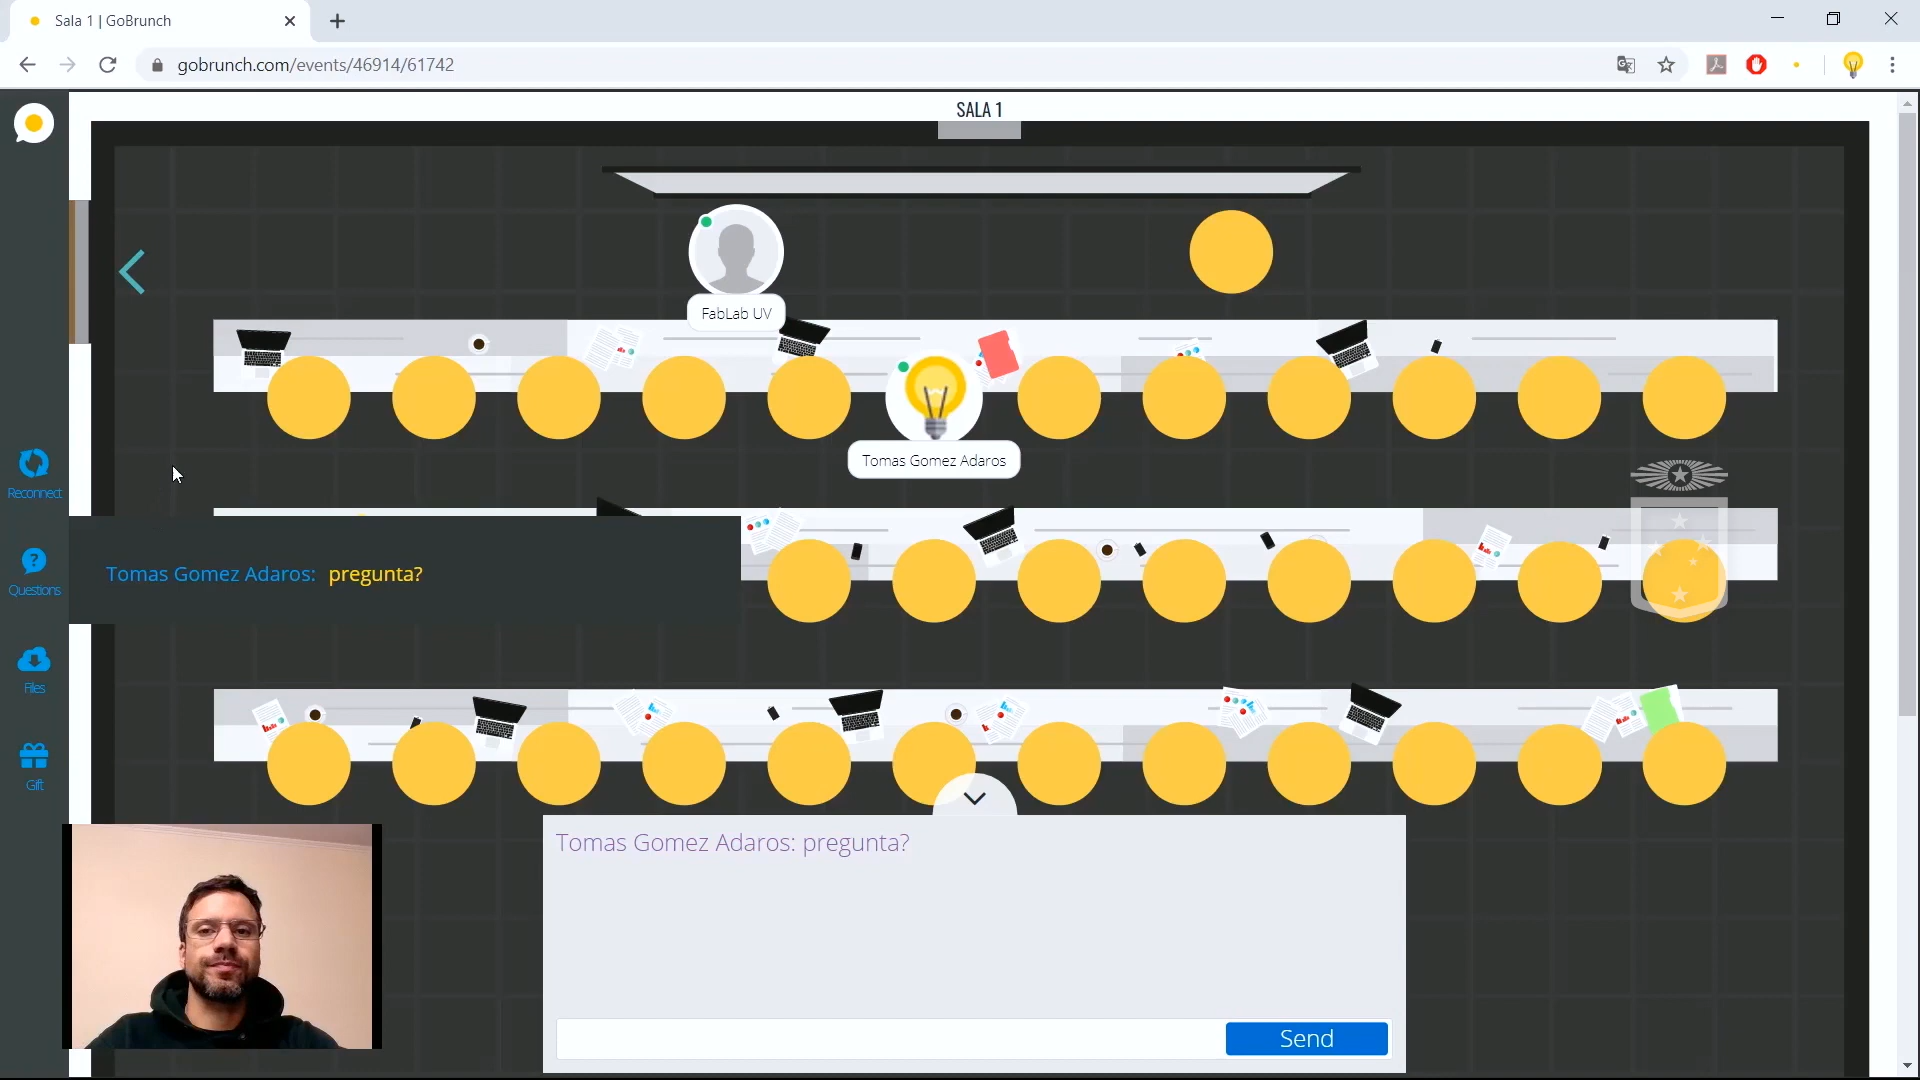 Sala 1 | GoBrunch
gobrunch.com/events/46914/61742
SALA 1
FabLab UV
Tomas Gomez Adaros
Reconnect
Questions
Tomas Gomez Adaros: pregunta?
Files
Gift
Tomas Gomez Adaros: pregunta?
Send